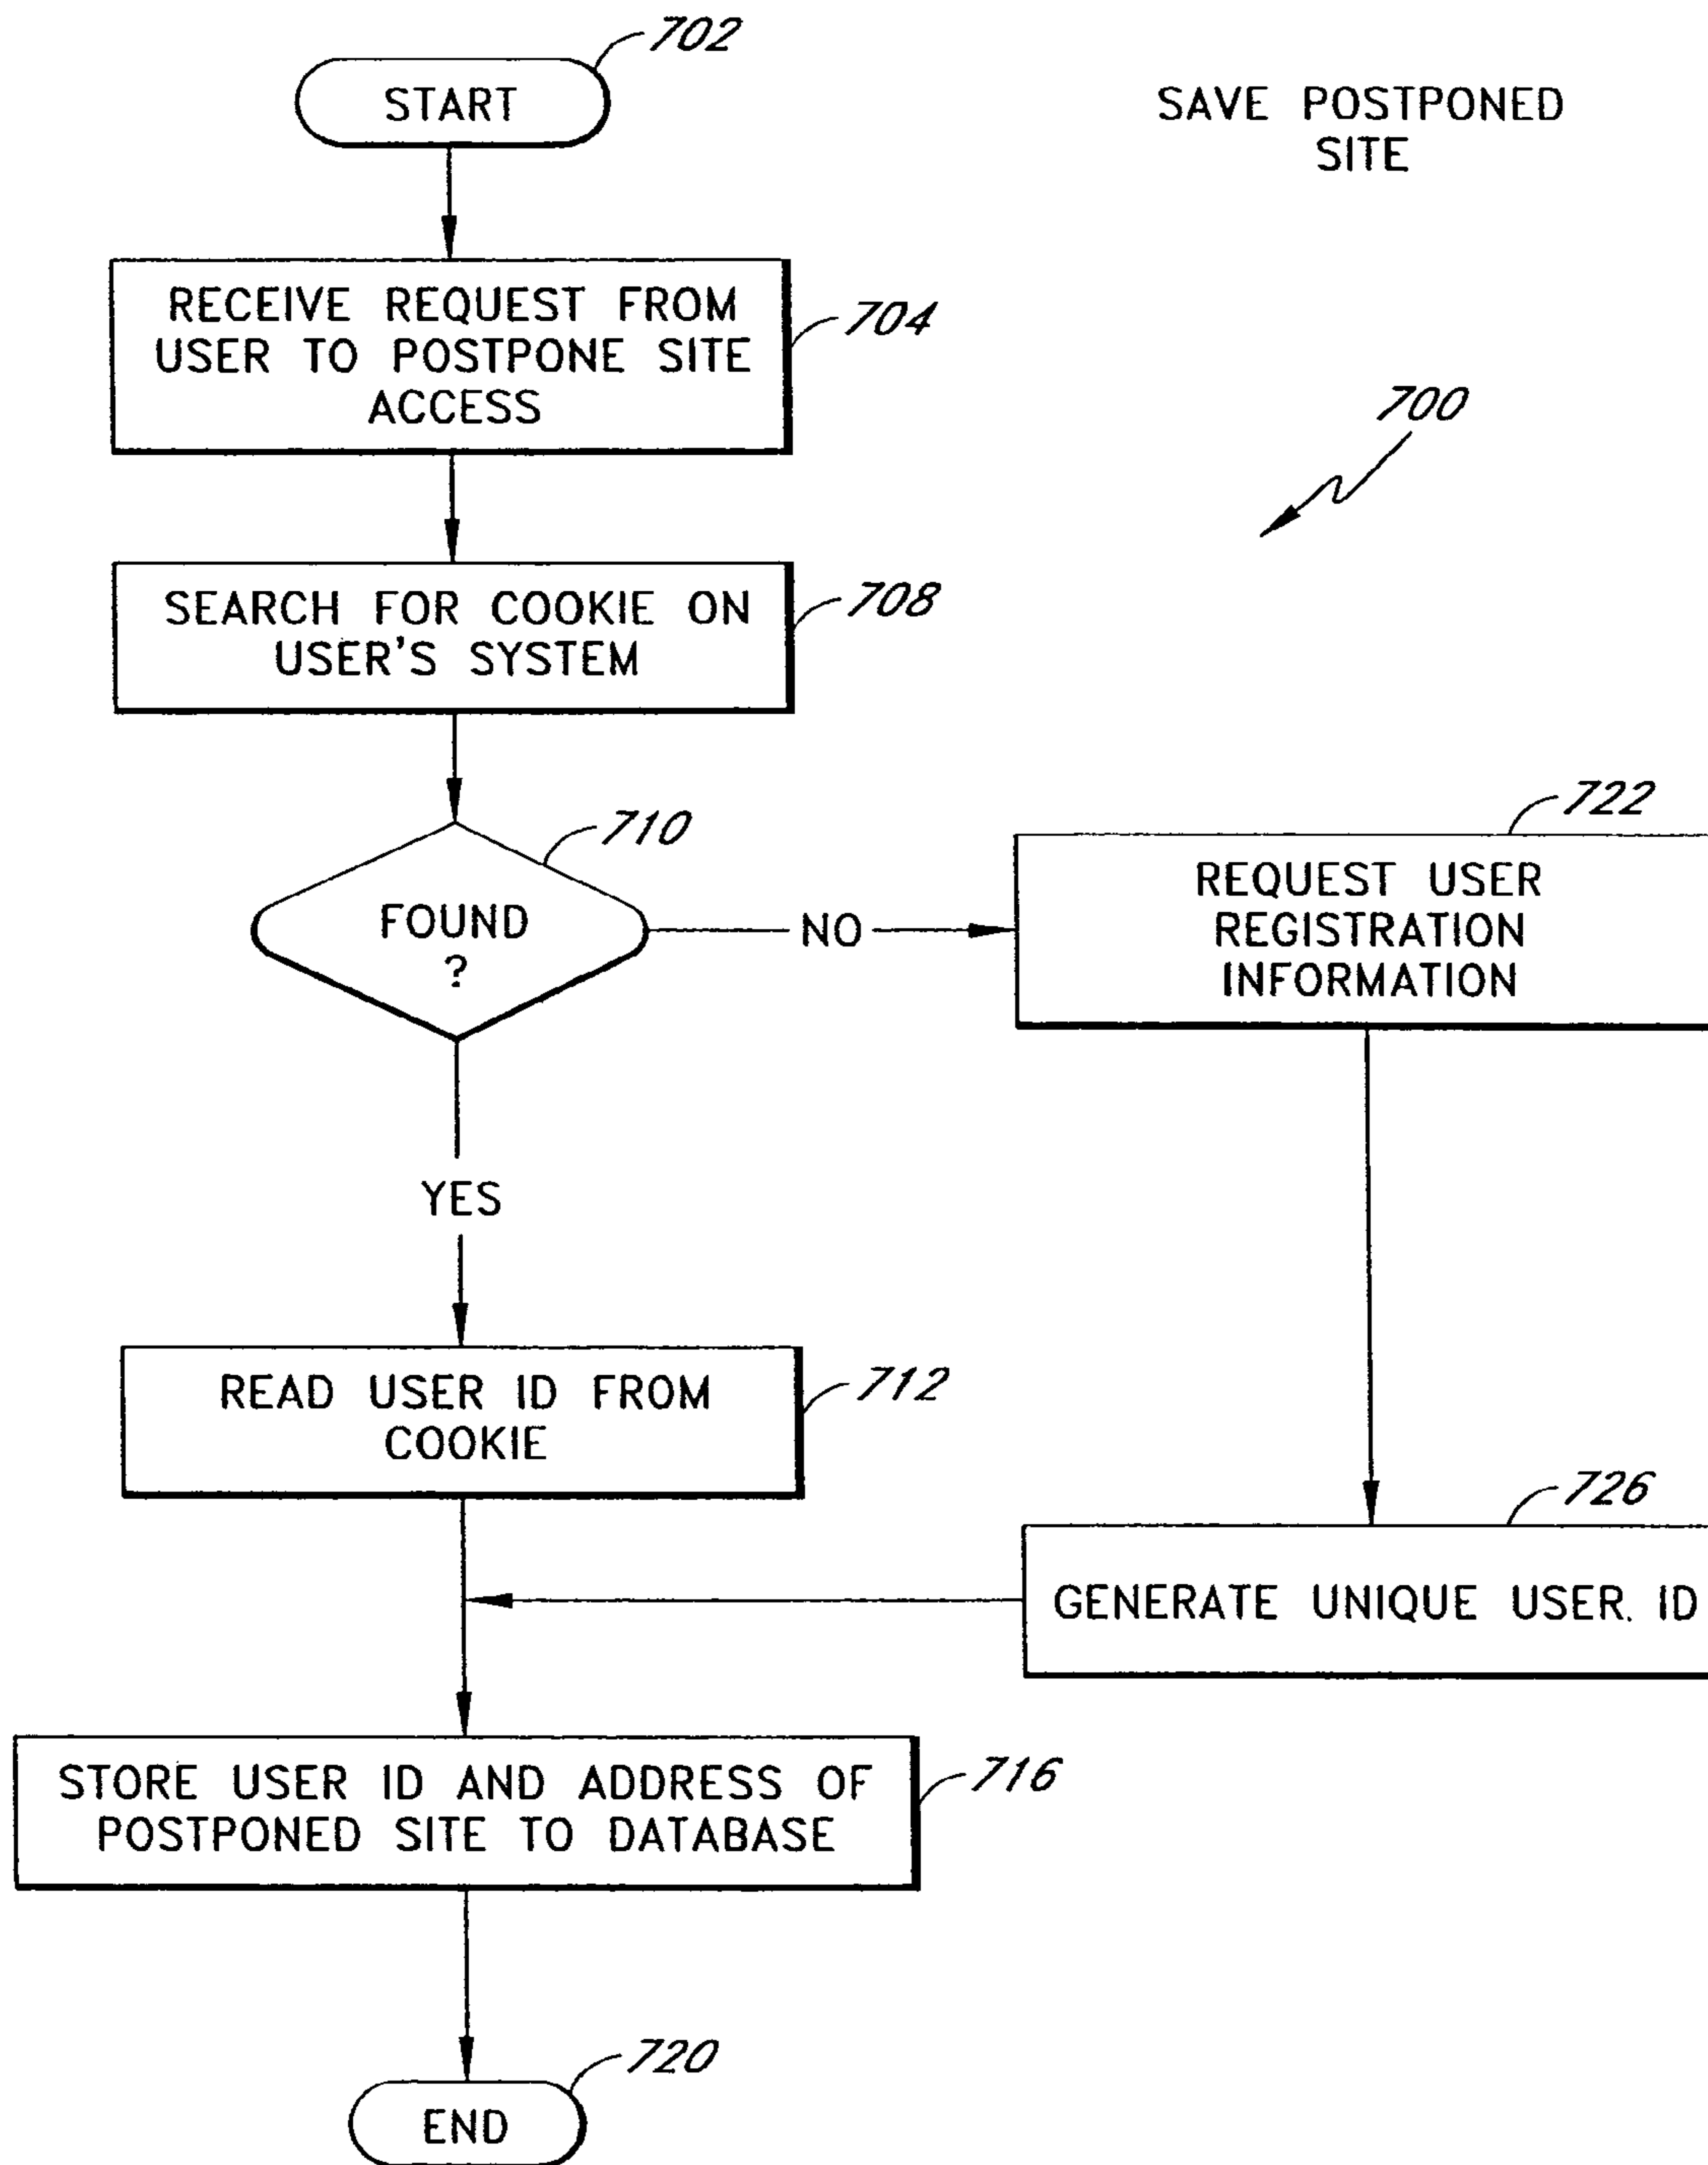 702
START
SAVE POSTPONED
SITE
RECEIVE REQUEST FROM
USER TO POSTPONE SITE
ACCESS
704
700
SEARCH FOR COOKIE ON
USER'S SYSTEM
708
710
FOUND
?
NO
722
REQUEST USER
REGISTRATION
INFORMATION
YES
READ USER ID FROM
COOKIE
712
726
GENERATE UNIQUE USER. ID
STORE USER ID AND ADDRESS OF
POSTPONED SITE TO DATABASE
716
720
END